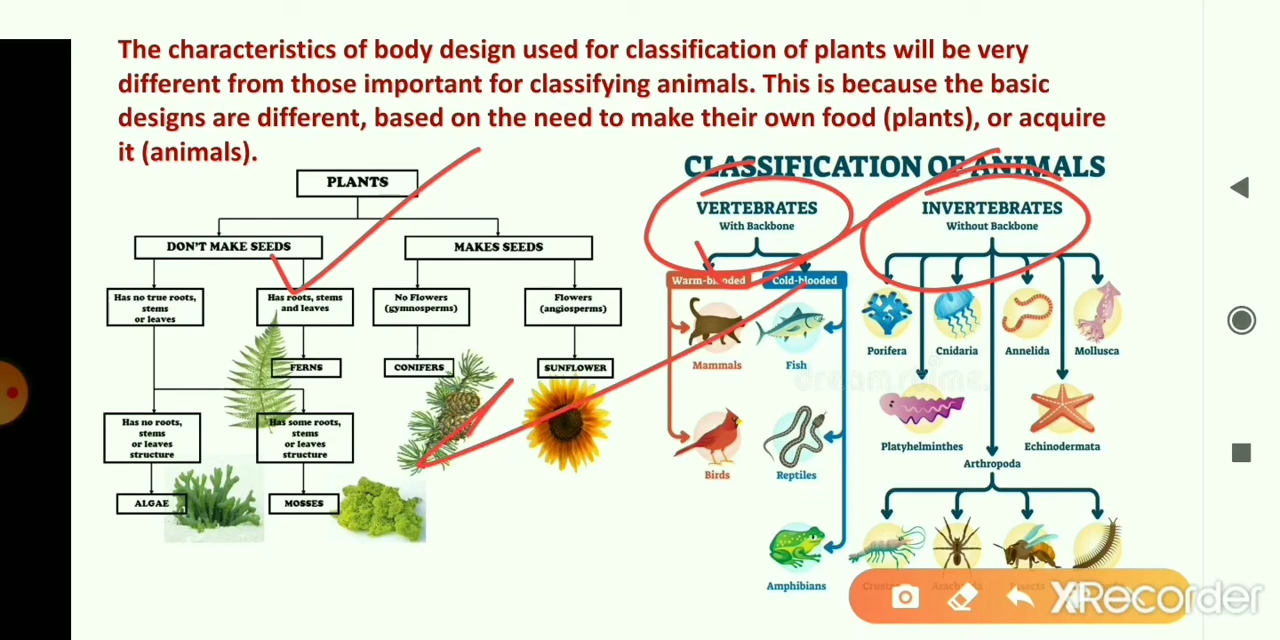 The characteristics of body design used for classification of plants will be very
different from those important for classifying animals. This is because the basic
designs are different, based on the need to make their own food (plants), or acquire
it (animals).
PLANTS
DON'T MAKE SEEDS
MAKES SEEDS
Has no true roots,
stems
or leaves
Has roots, stems
and leaves
No Flowers
(gymnosperms)
Flowers
(angiosperms)
FERNS
CONIFERS
SUNFLOWER
Has no roots,
stems
or leaves
structure
Has some roots,
stems
or leaves
structure
ALGAE
MOSSES
CLASSIFICATION OF ANIMALS
VERTEBRATES
With Backbone
INVERTEBRATES
Without Backbone
Warm-blooded
Cold-blooded
Mammals
Fish
Birds
Reptiles
Amphibians
Porifera
Cnidaria
Annelida
Mollusca
Platyhelminthes
Echinodermata
Arthropoda
XRecorder